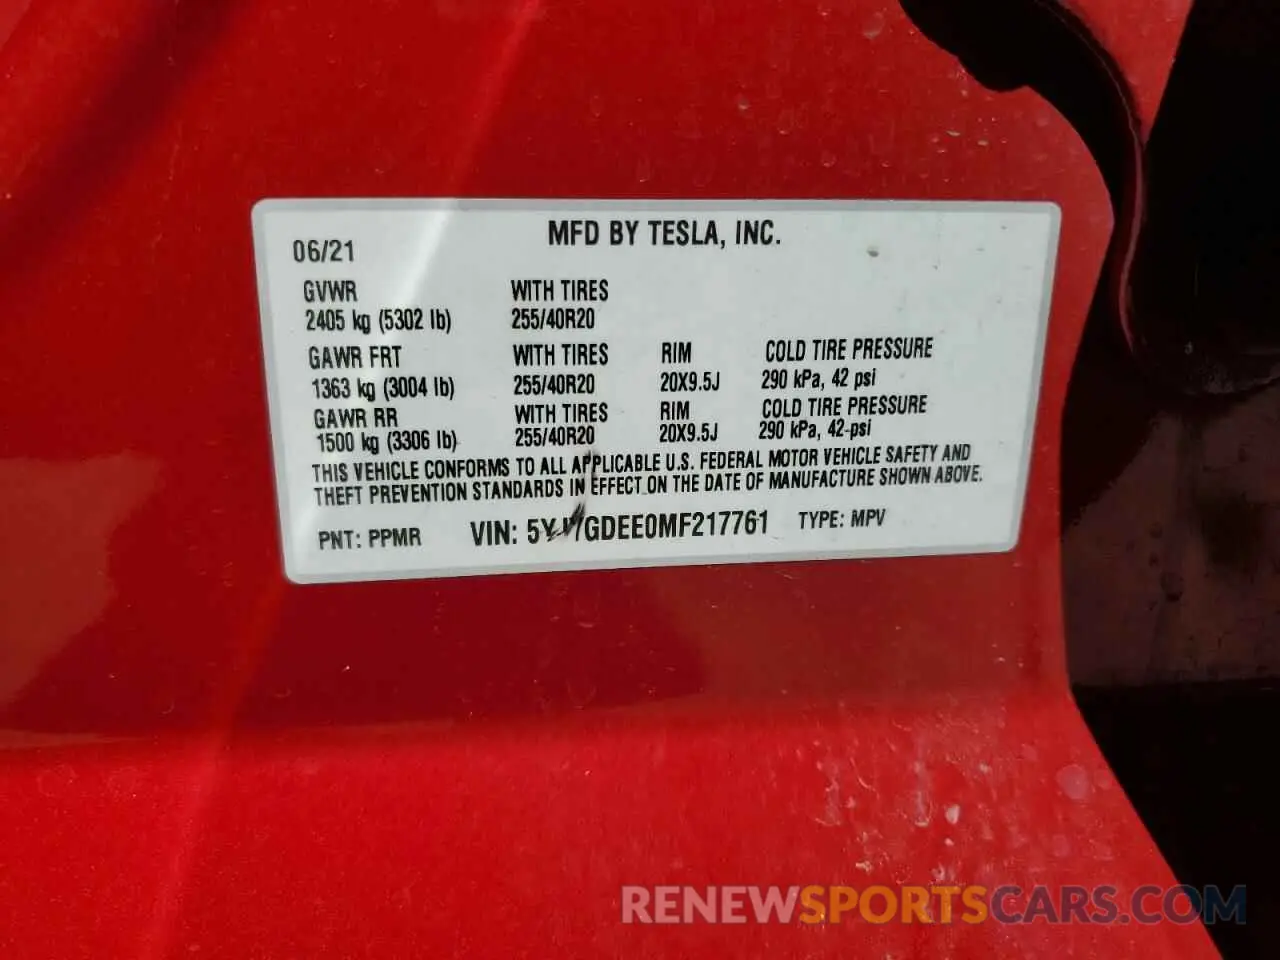 MFD BY TESLA, INC.
06/21
GVWR WITH TIRES
2405 kg (5302 lb) 255/40R20
GAWR FRT WITH TIRES RIM COLD TIRE PRESSURE
1363 kg (3004 lb) 255/40R20 20X9.5J 290 kPa, 42 psi
GAWR RR WITH TIRES RIM COLD TIRE PRESSURE
1500 kg (3306 lb) 255/40R20 20X9.5J 290 kPa, 42 psi
THIS VEHICLE CONFORMS TO ALL APPLICABLE U.S. FEDERAL MOTOR VEHICLE SAFETY AND
THEFT PREVENTION STANDARDS IN EFFECT ON THE DATE OF MANUFACTURE SHOWN ABOVE.
PNT: PPMR VIN: TYPE: MPV
RENEWSPORTSCARS.COM